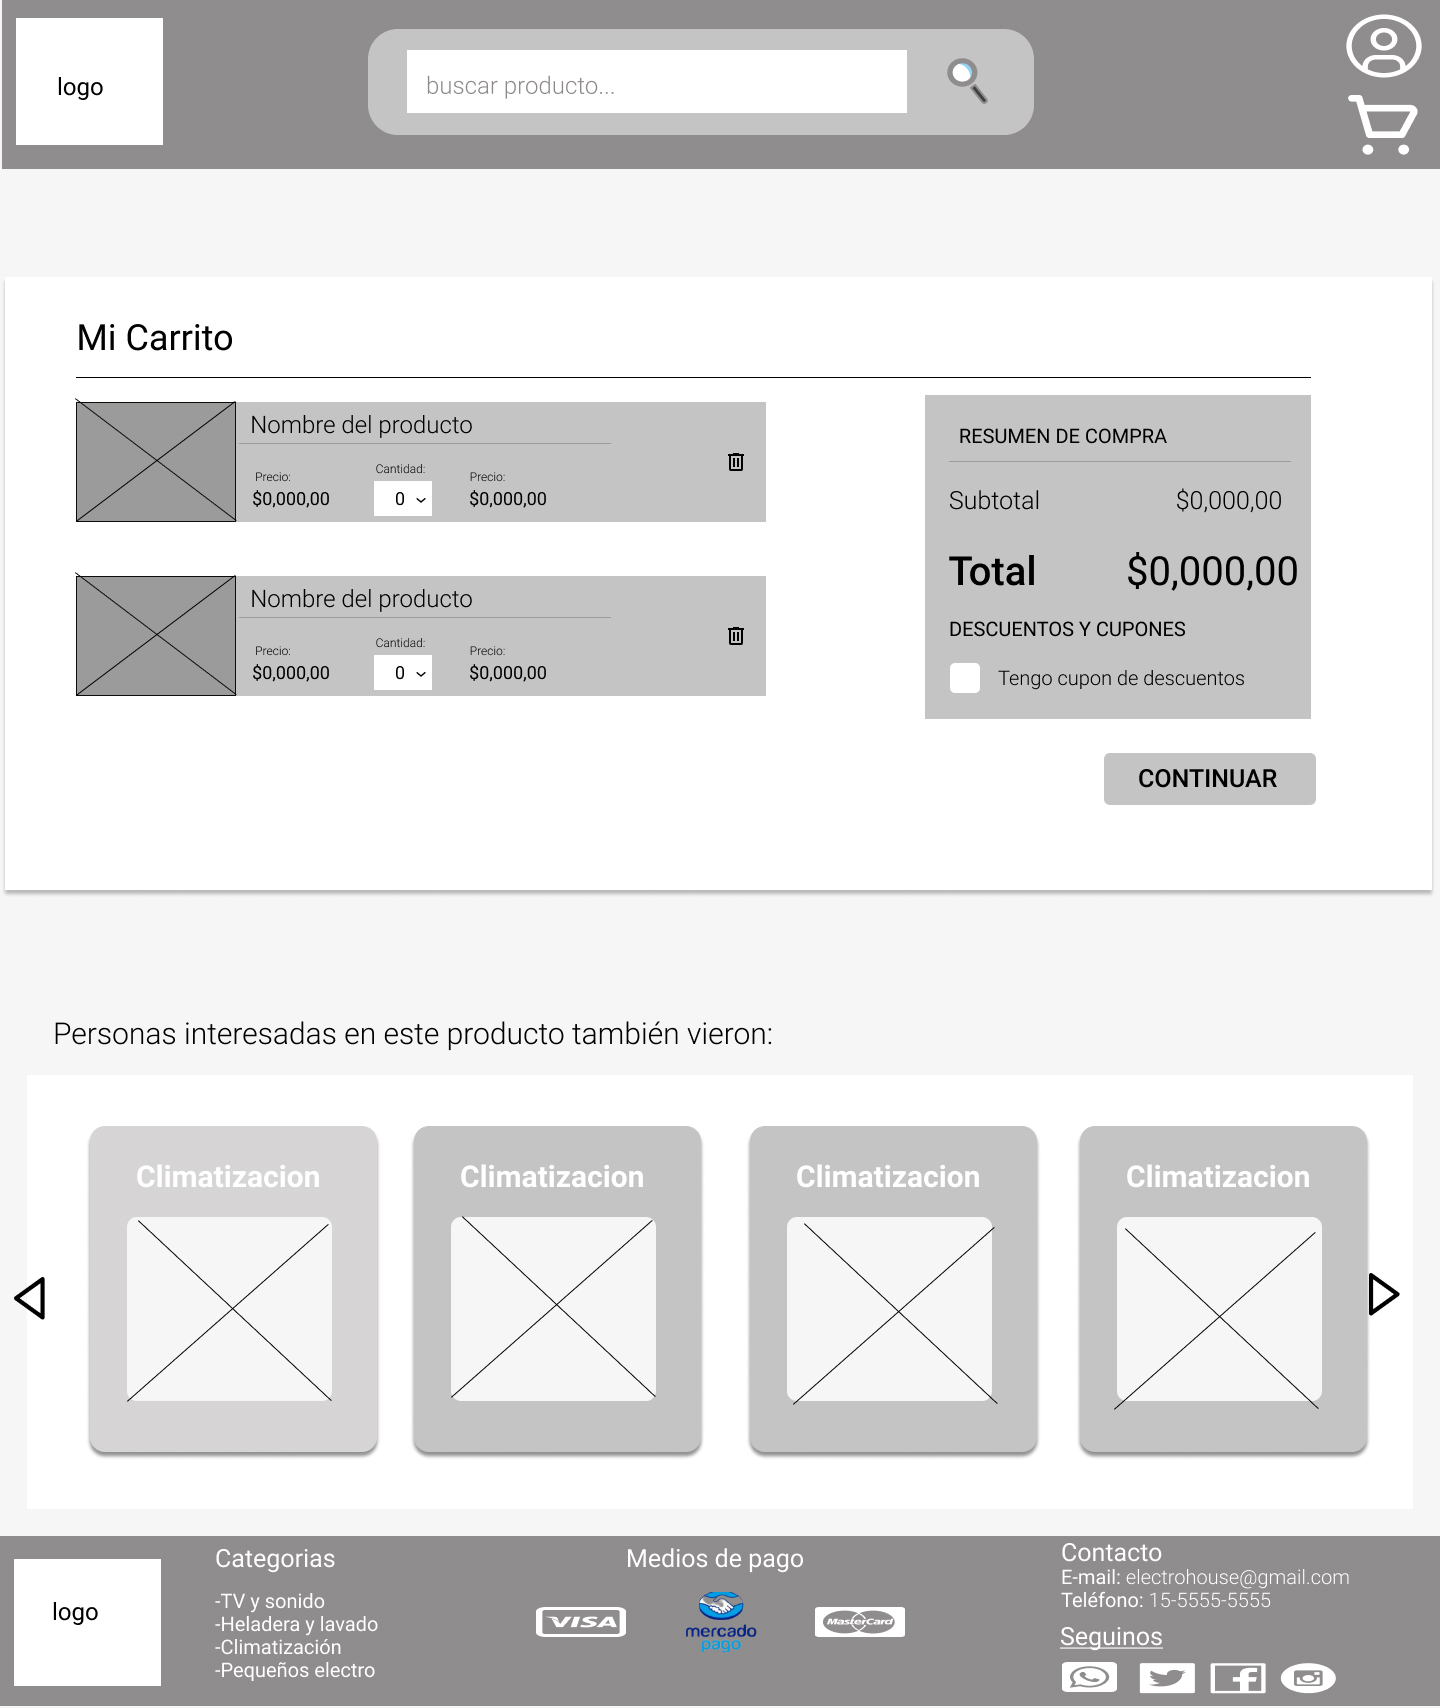 logo
buscar producto...
Mi Carrito
Nombre del producto
Precio:
$0,000,00
Cantidad:
0
Precio:
$0,000,00
Nombre del producto
Precio:
$0,000,00
Cantidad:
0
Precio:
$0,000,00
RESUMEN DE COMPRA
Subtotal $0,000,00
Total $0,000,00
DESCUENTOS Y CUPONES
Tengo cupon de descuentos
CONTINUAR
Personas interesadas en este producto también vieron:
Climatizacion
Climatizacion
Climatizacion
Climatizacion
logo
Categorias
-TV y sonido
-Heladera y lavado
-Climatización
-Pequeños electro
Medios de pago
VISA
mercado
pago
MasterCard
Contacto
E-mail: electrohouse@gmail.com
Teléfono: 15-5555-5555
Seguinos